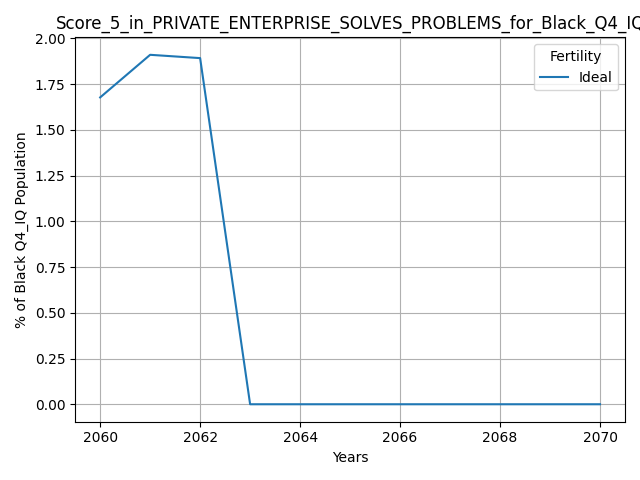 Score_5_in_PRIVATE_ENTERPRISE_SOLVES_PROBLEMS_for_Black_Q4_IQ
2.00
1.75
1.50
1.25
1.00
0.75
0.50
0.25
0.00
% of Black Q4_IQ Population
Fertility
Ideal
2060 2062 2064 2066 2068 2070
Years